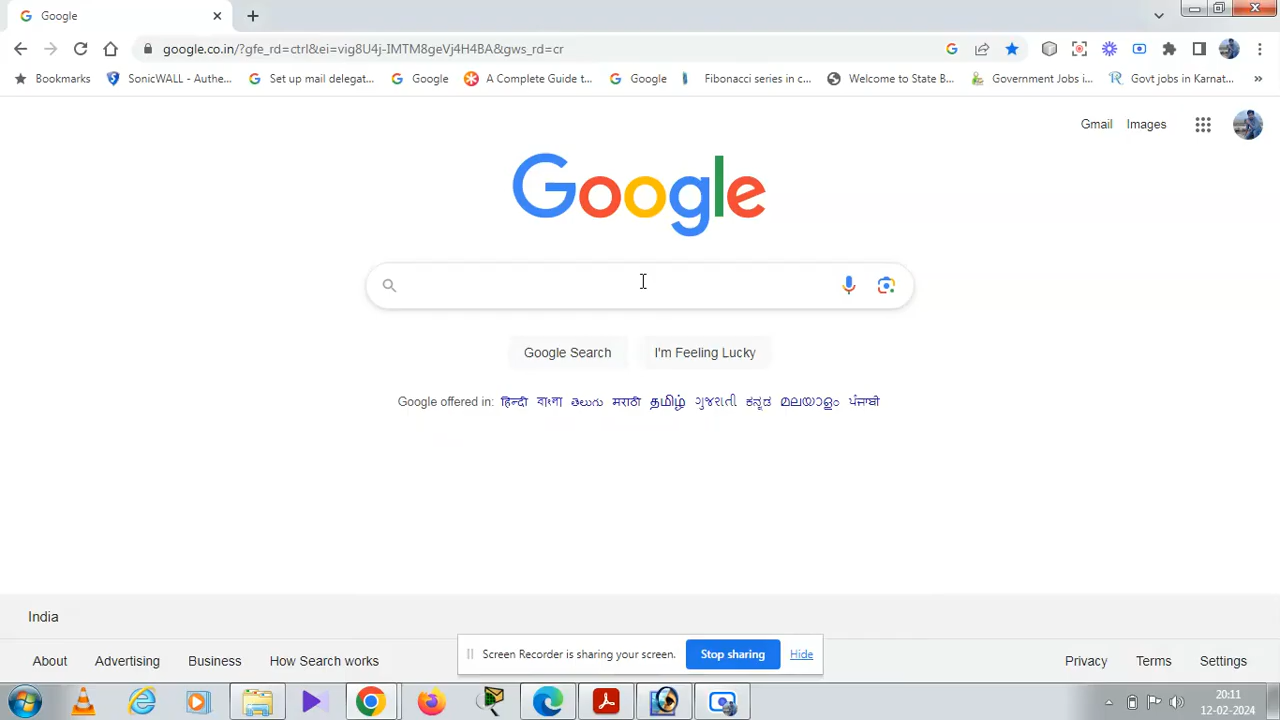 Google
google.co.in/?gfe_rd=ctrl&ei=vig8U4j-IMTM8geVj4H4BA&gws_rd=cr
Bookmarks SonicWALL - Authe... Set up mail delegat... Google A Complete Guide t... Google Fibonacci series in c... Welcome to State B... Government Jobs i... Govt jobs in Karnat... »
Gmail Images
Google
Google Search I'm Feeling Lucky
Google offered in: हिन्दी বাংলা తెలుగు मराठी தமிழ் ગુજરાતી ಕನ್ನಡ മലയാളം ਪੰਜਾਬੀ
India
Screen Recorder is sharing your screen. Stop sharing Hide
About Advertising Business How Search works Privacy Terms Settings
20:11
12-02-2024